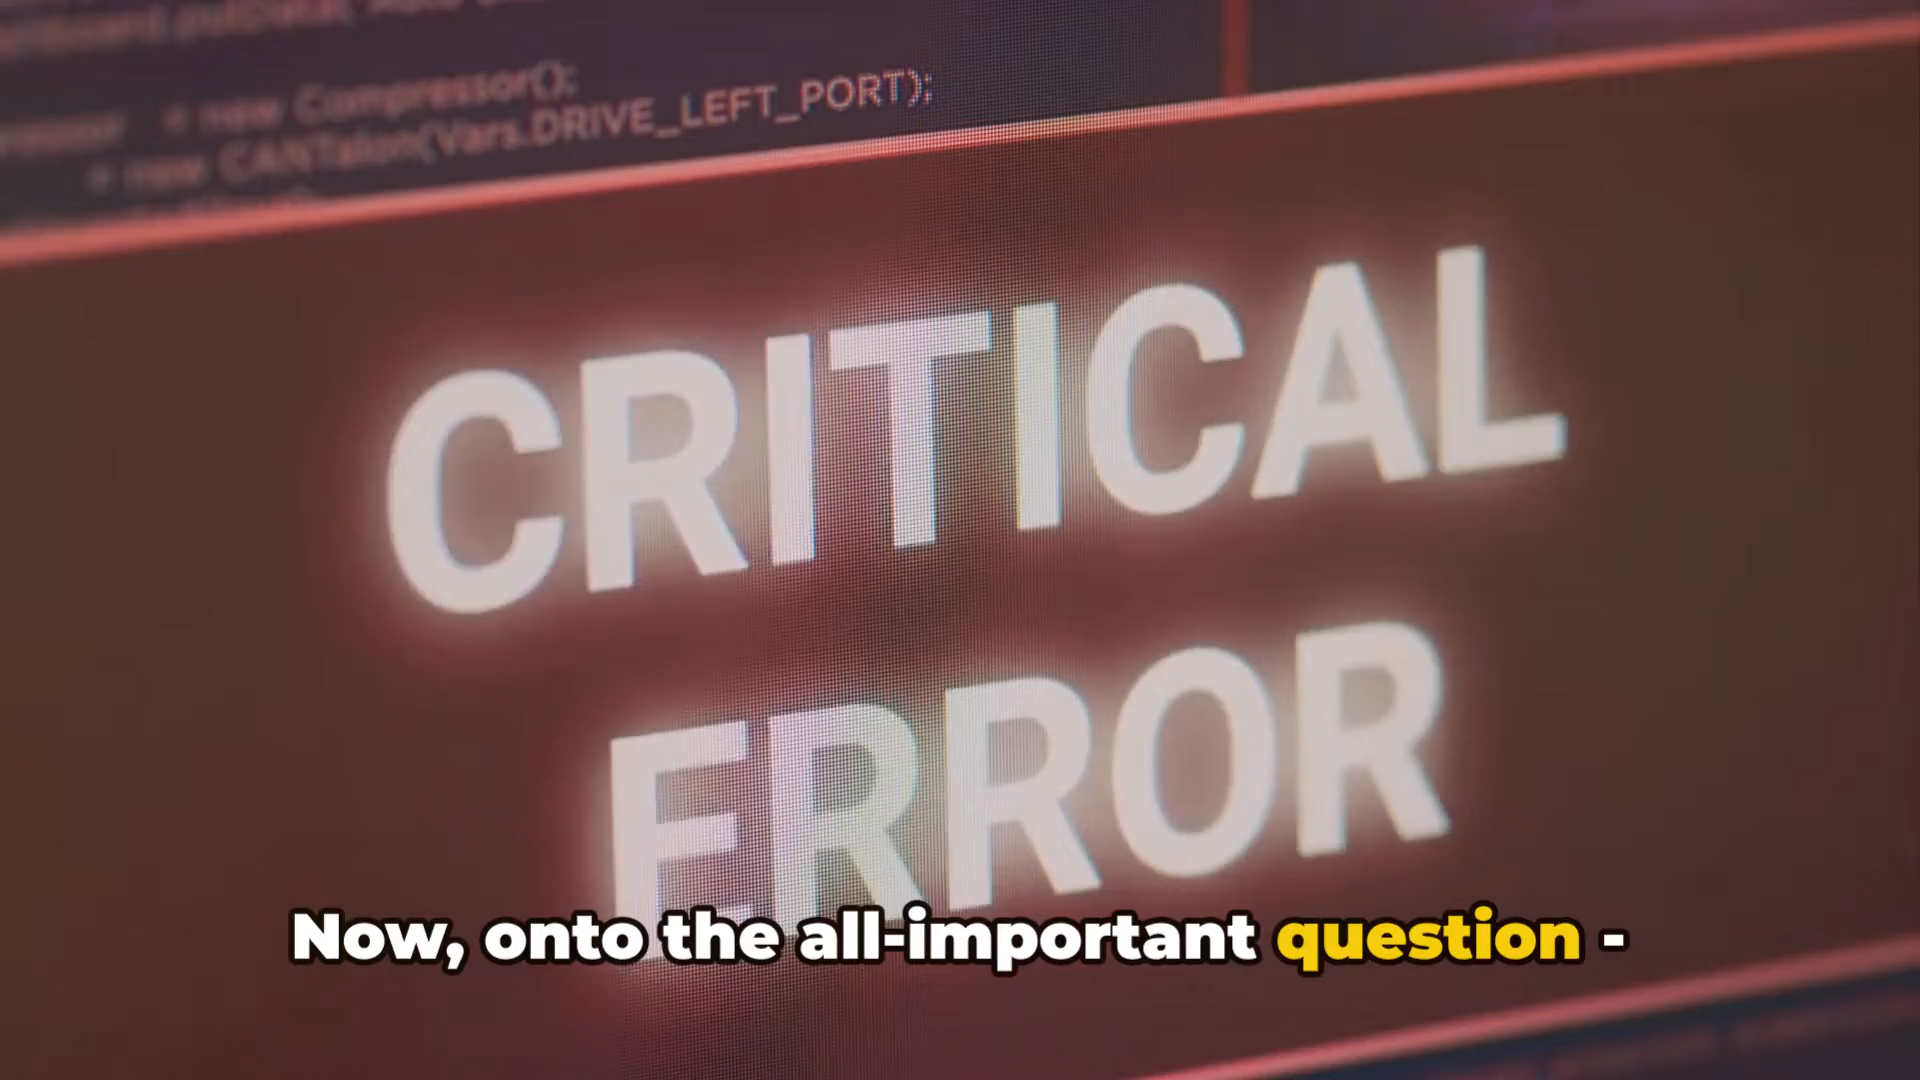 = new Compressor();
= new CANTalon(Vars.DRIVE_LEFT_PORT);
CRITICAL
ERROR
Now, onto the all-important question -